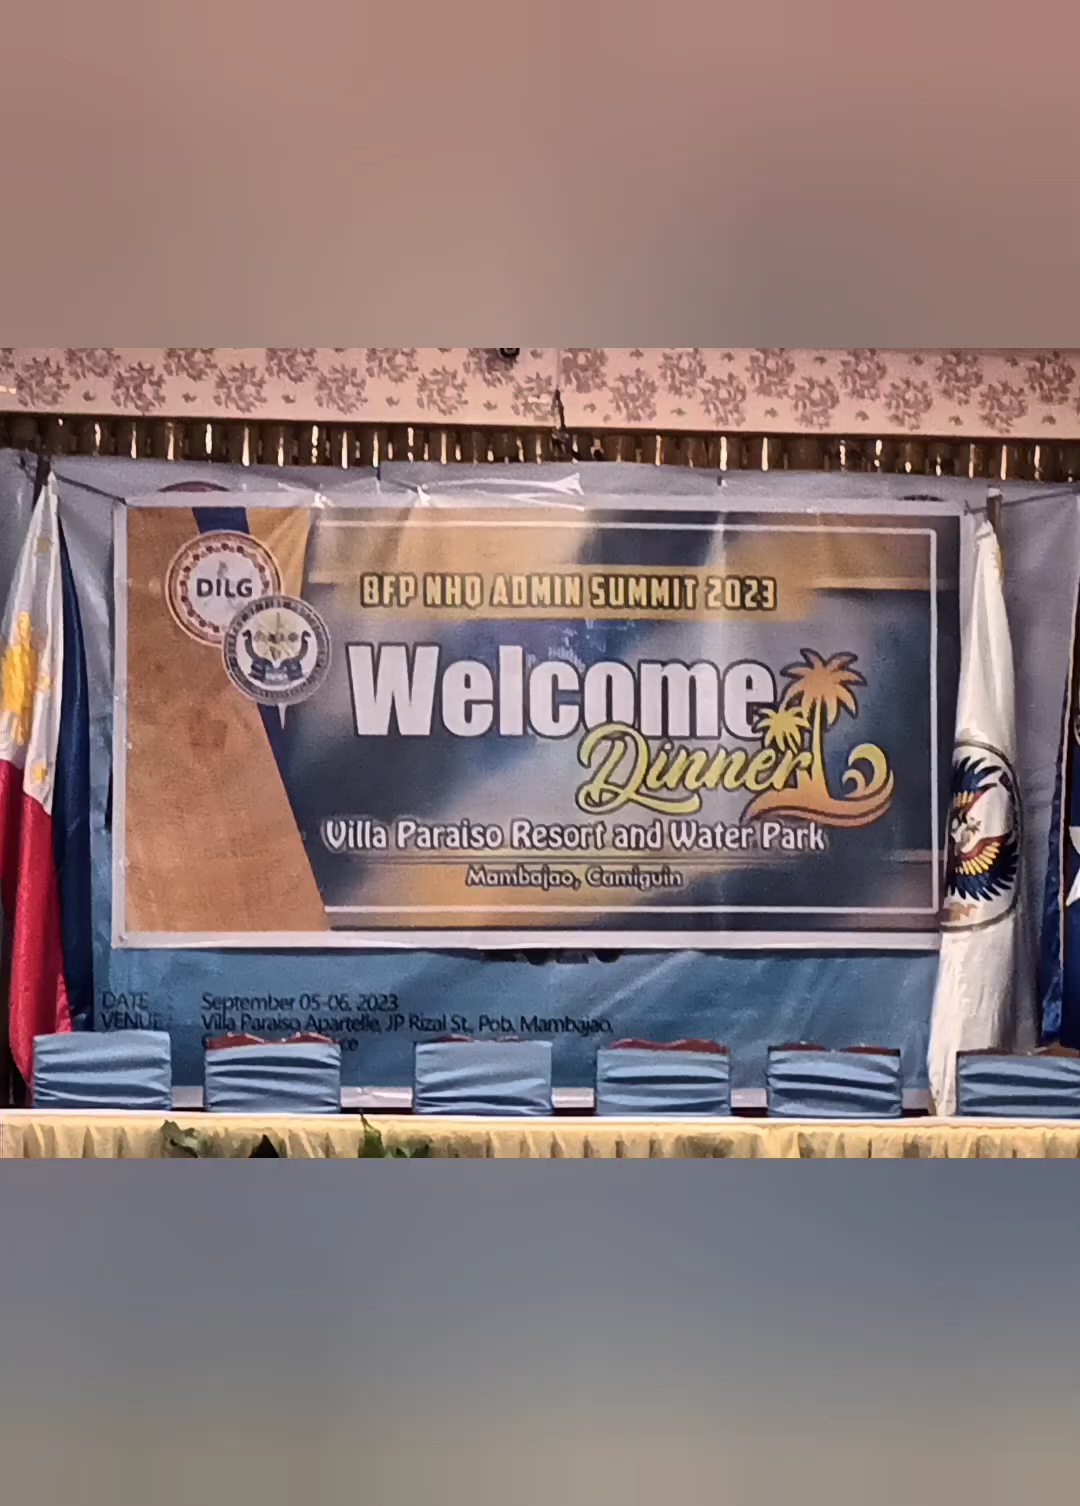 DILG
BFP NHQ ADMIN SUMMIT 2023
Welcome
Dinner
Villa Paraiso Resort and Water Park
Mambajao, Camiguin
DATE : September 05-06, 2023
VENUE : Villa Paraiso Apartelle, JP Rizal St., Pob, Mambajao,